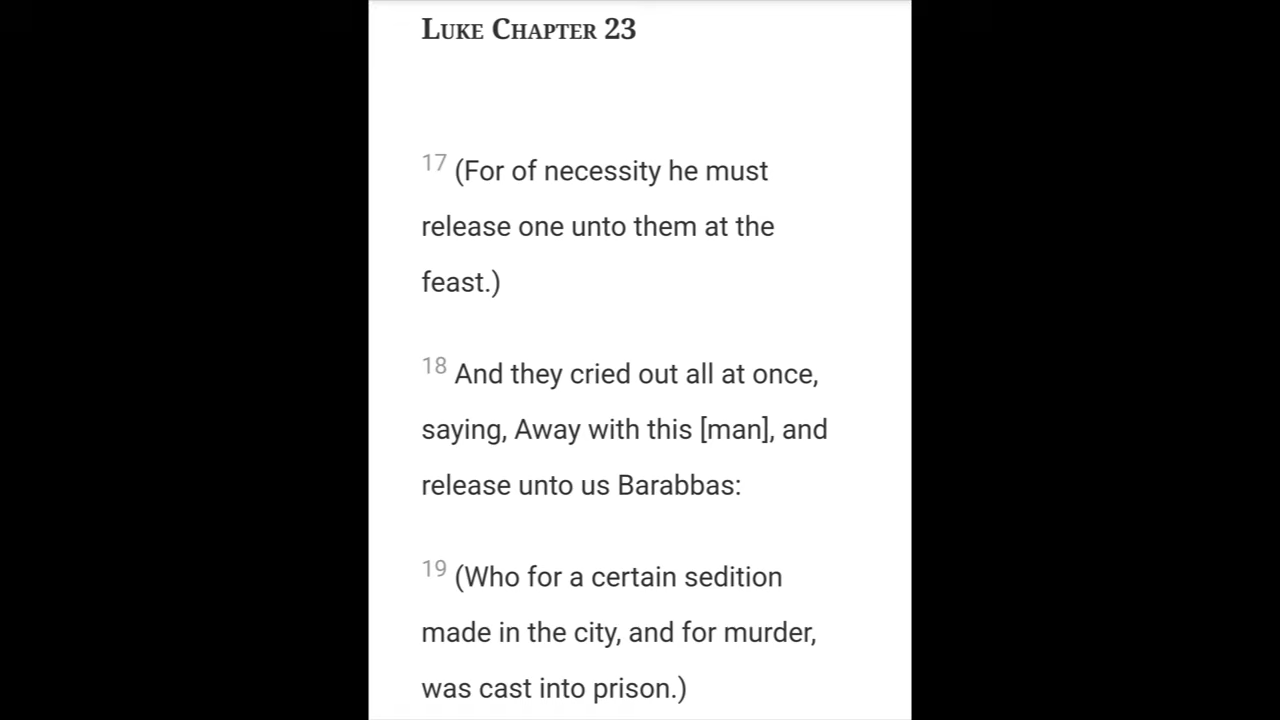 Luke Chapter 23
17 (For of necessity he must
release one unto them at the
feast.)
18 And they cried out all at once,
saying, Away with this [man], and
release unto us Barabbas:
19 (Who for a certain sedition
made in the city, and for murder,
was cast into prison.)